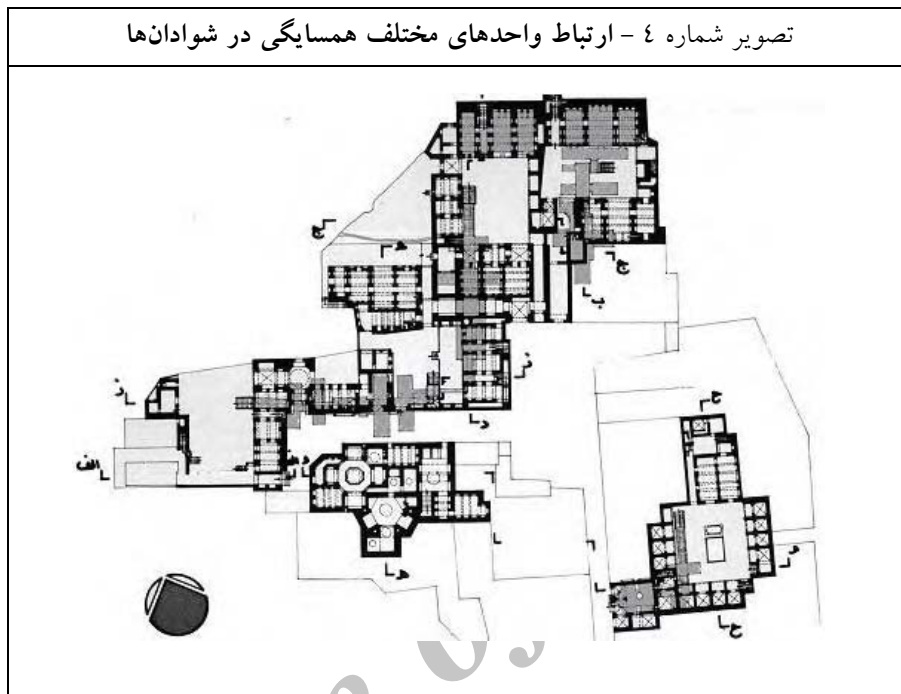 تصویر شماره ٤ – ارتباط واحدهای مختلف همسایگی در شوادان‌ها
ج
ج
ب
د
ز
الف
ه
ح
ح
و